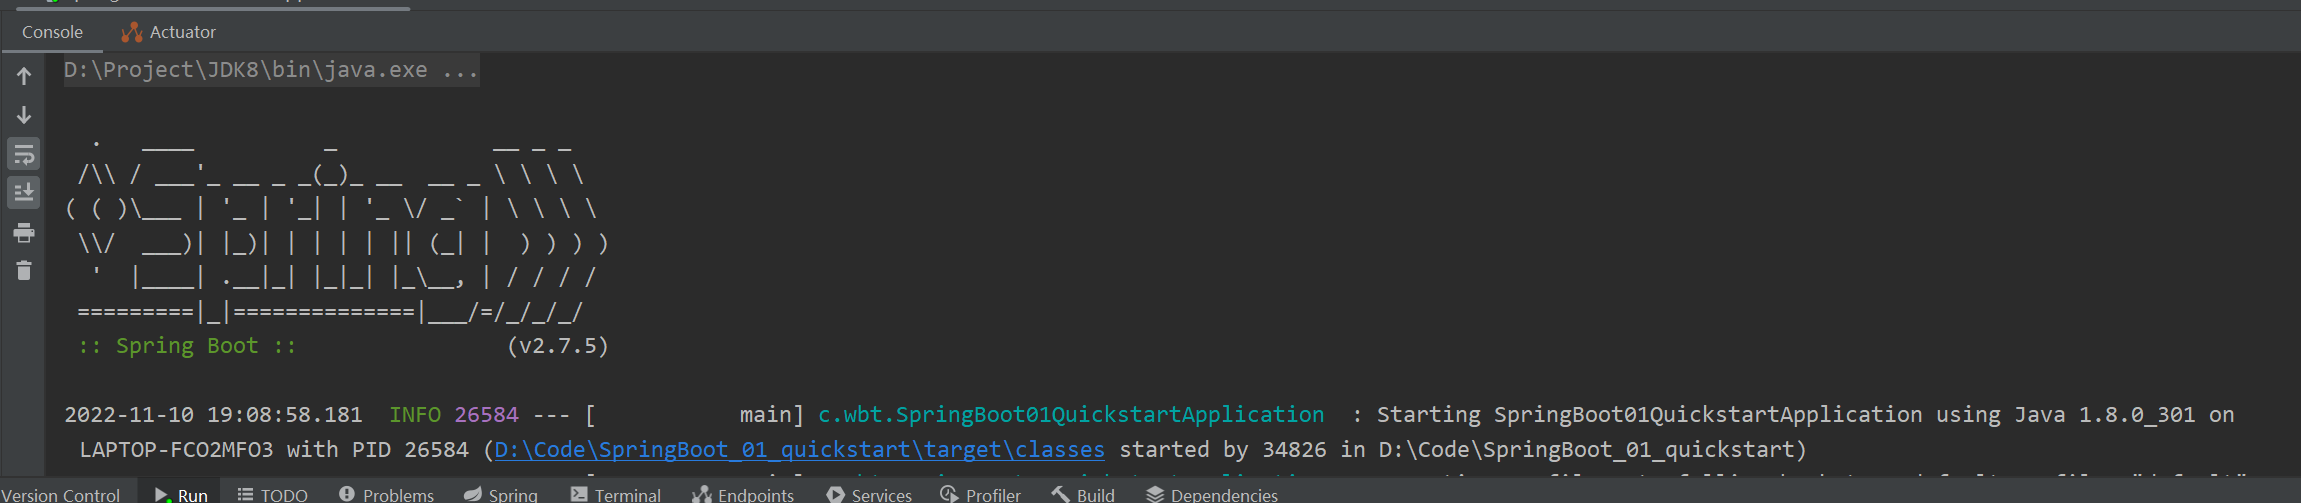 Console Actuator
D:\Project\JDK8\bin\java.exe ...
  .   ____          _            __ _ _
 /\\ / ___'_ __ _ _(_)_ __  __ _ \ \ \ \
( ( )\___ | '_ | '_| | '_ \/ _` | \ \ \ \
 \\/  ___)| |_)| | | | | || (_| |  ) ) ) )
  '  |____| .__|_| |_|_| |_\__, | / / / /
 =========|_|==============|___/=/_/_/_/
 :: Spring Boot ::                (v2.7.5)
2022-11-10 19:08:58.181  INFO 26584 --- [           main] c.wbt.SpringBoot01QuickstartApplication  : Starting SpringBoot01QuickstartApplication using Java 1.8.0_301 on
 LAPTOP-FCO2MFO3 with PID 26584 (D:\Code\SpringBoot_01_quickstart\target\classes started by 34826 in D:\Code\SpringBoot_01_quickstart)
Version Control Run TODO Problems Spring Terminal Endpoints Services Profiler Build Dependencies